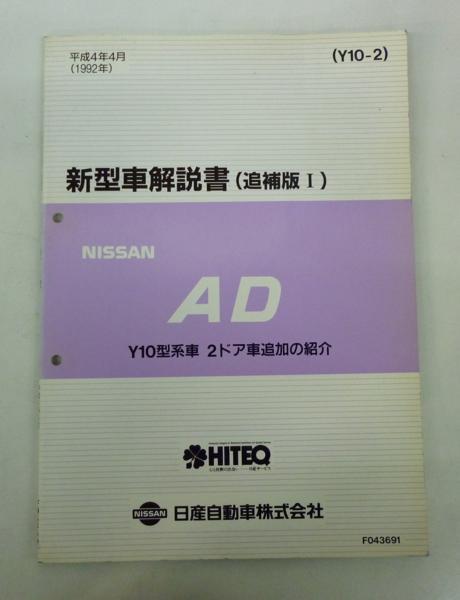 平成4年4月
(1992年)
(Y10-2)
新型車解説書(追補版Ⅰ)
NISSAN
AD
Y10型系車 2ドア車追加の紹介
HITEQ
NISSAN 日産自動車株式会社
F043691